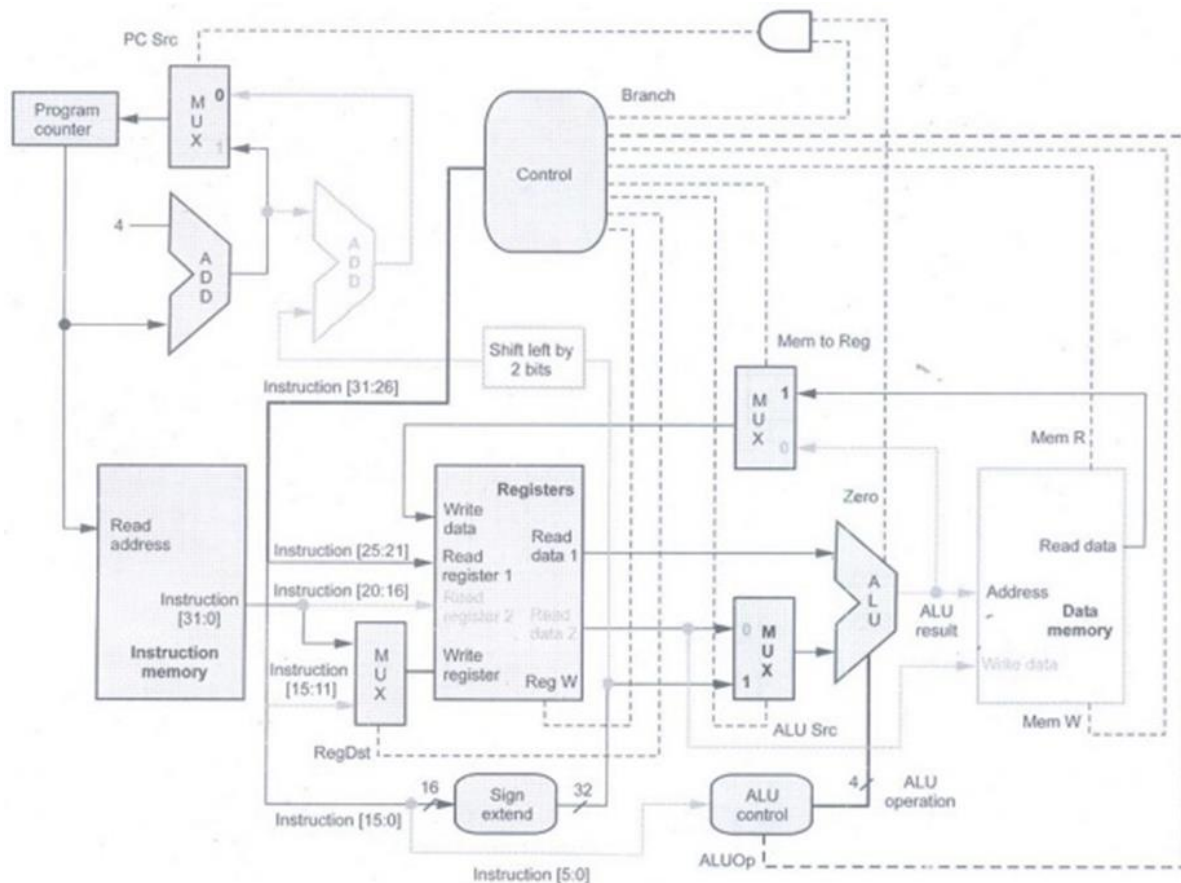 PC Src
Program
counter
M
U
X
0
1
Branch
Control
4
A
D
D
A
D
D
Shift left by
2 bits
Instruction [31:26]
Mem to Reg
M
U
X
1
0
Mem R
Read
address
Instruction
[31:0]
Instruction
memory
Instruction [25:21]
Instruction [20:16]
Instruction
[15:11]
M
U
X
RegDst
Registers
Write
data
Read
register 1
Read
register 2
Write
register
Read
data 1
Read
data 2
Reg W
0
1
M
U
X
ALU Src
Zero
A
L
U
ALU
result
Address
Read data
Data
memory
Write data
Mem W
16
Sign
extend
32
Instruction [15:0]
Instruction [5:0]
ALU
control
4
ALU
operation
ALUOp